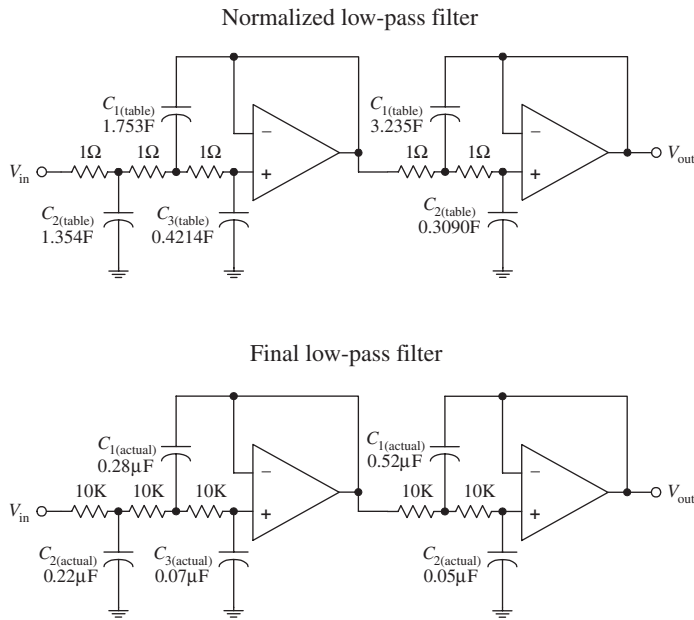 Normalized low-pass filter
C1(table)
1.753F
C1(table)
3.235F
1Ω 1Ω 1Ω
1Ω 1Ω
Vin
−
+
−
+
Vout
C2(table)
1.354F
C3(table)
0.4214F
C2(table)
0.3090F
Final low-pass filter
C1(actual)
0.28μF
C1(actual)
0.52μF
10K 10K 10K
10K 10K
Vin
−
+
−
+
Vout
C2(actual)
0.22μF
C3(actual)
0.07μF
C2(actual)
0.05μF